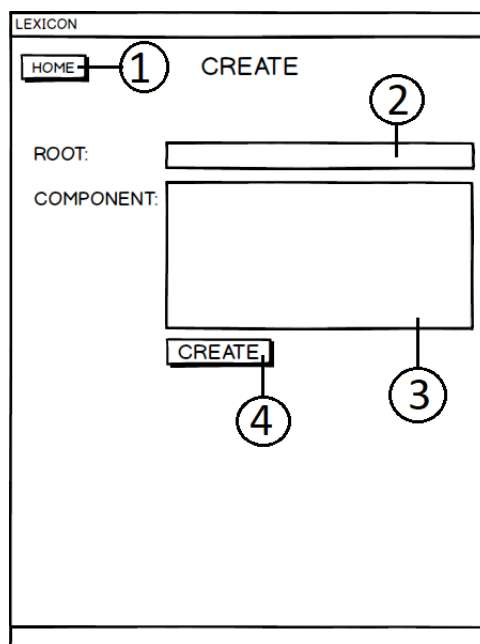 LEXICON
HOME 1 CREATE
2
ROOT:
COMPONENT:
CREATE
3
4